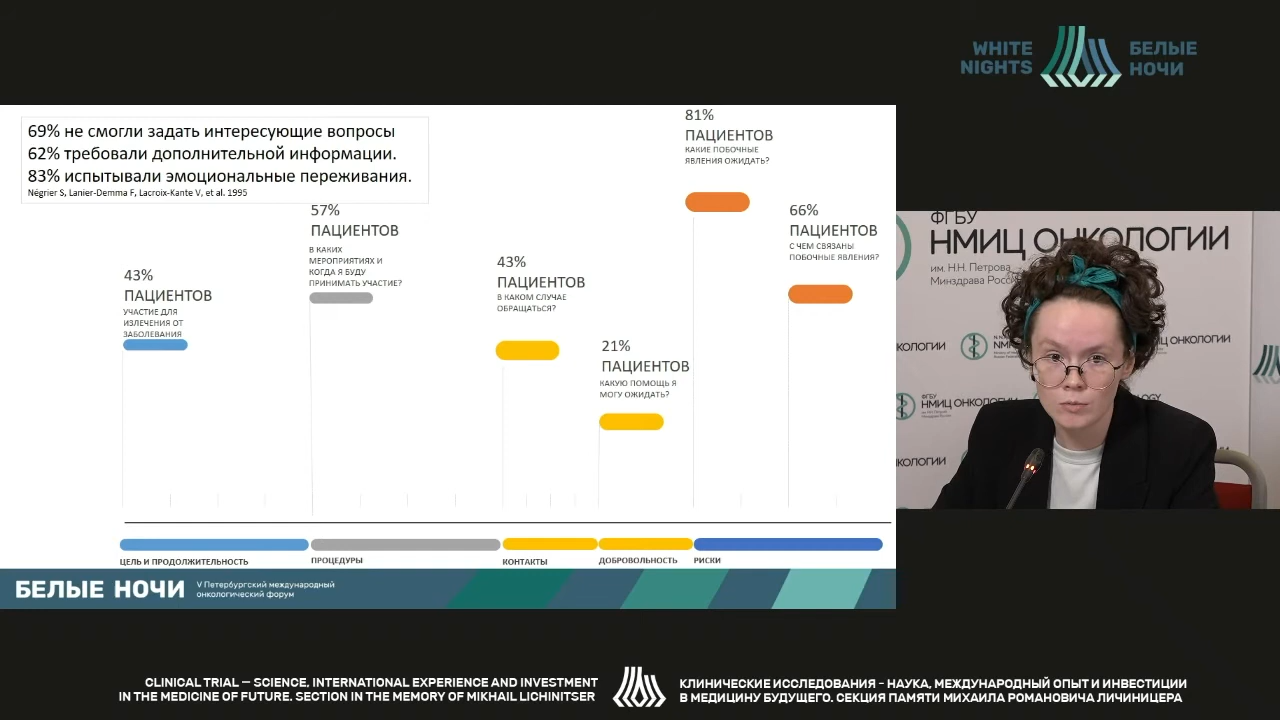 WHITE
NIGHTS
БЕЛЫЕ
НОЧИ
69% не смогли задать интересующие вопросы
62% требовали дополнительной информации.
83% испытывали эмоциональные переживания.
Négrier S, Lanier-Demma F, Lacroix-Kante V, et al. 1995
43%
ПАЦИЕНТОВ
УЧАСТИЕ ДЛЯ
ИЗЛЕЧЕНИЯ ОТ
ЗАБОЛЕВАНИЯ
57%
ПАЦИЕНТОВ
В КАКИХ
МЕРОПРИЯТИЯХ И
КОГДА Я БУДУ
ПРИНИМАТЬ УЧАСТИЕ?
43%
ПАЦИЕНТОВ
В КАКОМ СЛУЧАЕ
ОБРАЩАТЬСЯ?
21%
ПАЦИЕНТОВ
КАКУЮ ПОМОЩЬ Я
МОГУ ОЖИДАТЬ?
81%
ПАЦИЕНТОВ
КАКИЕ ПОБОЧНЫЕ
ЯВЛЕНИЯ ОЖИДАТЬ?
66%
ПАЦИЕНТОВ
С ЧЕМ СВЯЗАНЫ
ПОБОЧНЫЕ ЯВЛЕНИЯ?
ЦЕЛЬ И ПРОДОЛЖИТЕЛЬНОСТЬ
ПРОЦЕДУРЫ
КОНТАКТЫ
ДОБРОВОЛЬНОСТЬ
РИСКИ
БЕЛЫЕ НОЧИ
V Петербургский международный
онкологический форум
ФГБУ
НМИЦ ОНКОЛОГИИ
им. Н.Н. Петрова
Минздрава России
НМИЦ ОНКОЛОГИИ
CLINICAL TRIAL – SCIENCE, INTERNATIONAL EXPERIENCE AND INVESTMENT
IN THE MEDICINE OF FUTURE. SECTION IN THE MEMORY OF MIKHAIL LICHINITSER
КЛИНИЧЕСКИЕ ИССЛЕДОВАНИЯ – НАУКА, МЕЖДУНАРОДНЫЙ ОПЫТ И ИНВЕСТИЦИИ
В МЕДИЦИНУ БУДУЩЕГО. СЕКЦИЯ ПАМЯТИ МИХАИЛА РОМАНОВИЧА ЛИЧИНИЦЕРА